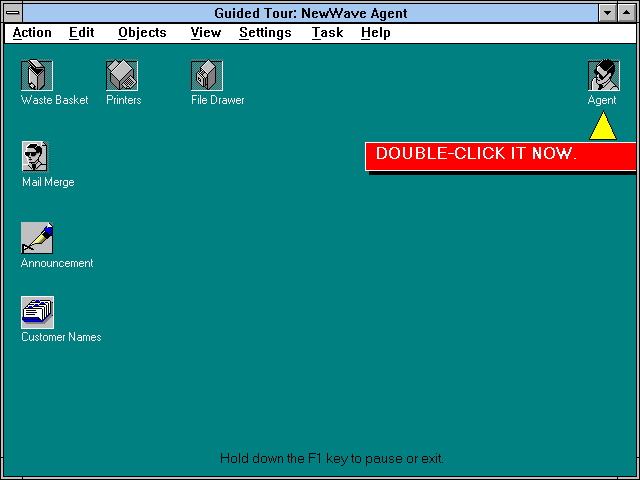 Guided Tour: NewWave Agent
Action Edit Objects View Settings Task Help
Waste Basket Printers File Drawer Agent
DOUBLE-CLICK IT NOW.
Mail Merge
Announcement
Customer Names
Hold down the F1 key to pause or exit.